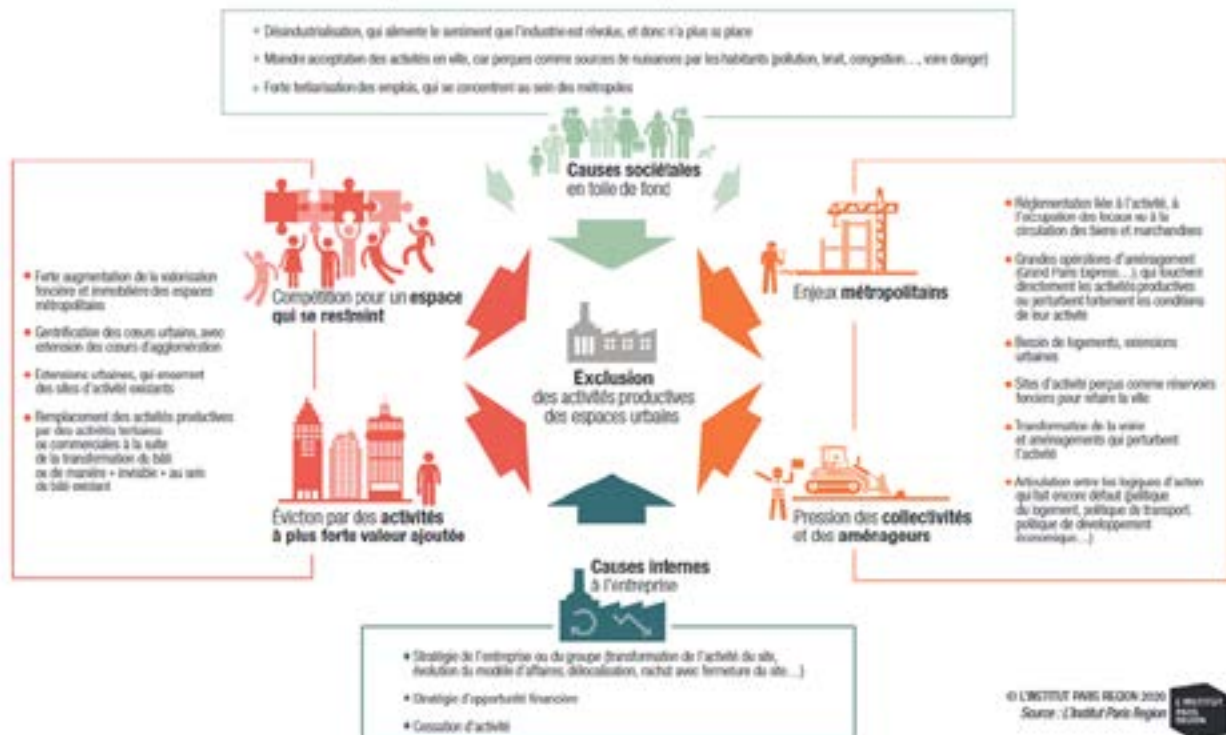 • Désindustrialisation, qui alimente le sentiment que l'industrie est révolue, et donc n'a plus sa place
• Moindre acceptation des activités en ville, car perçues comme sources de nuisances par les habitants (pollution, bruit, congestion…, voire danger)
• Forte tertiarisation des emplois, qui se concentrent au sein des métropoles
Causes sociétales
en toile de fond
• Forte augmentation de la valorisation
foncière et immobilière des espaces
métropolitains
• Gentrification des cœurs urbains, avec
extension des cœurs d'agglomération
• Extensions urbaines, qui enserrent
des sites d'activité existants
• Remplacement des activités productives
par des activités tertiaires
ou commerciales à la suite
de la transformation du bâti
ou de manière « invisible » au sein
du bâti existant
Compétition pour un espace
qui se restreint
Éviction par des activités
à plus forte valeur ajoutée
Exclusion
des activités productives
des espaces urbains
Enjeux métropolitains
Pression des collectivités
et des aménageurs
• Réglementation liée à l'activité, à
l'occupation des locaux ou à la
circulation des biens et marchandises
• Grandes opérations d'aménagement
(Grand Paris Express…), qui touchent
directement les activités productives
ou perturbent fortement les conditions
de leur activité
• Besoin de logements, extensions
urbaines
• Sites d'activité perçus comme réservoirs
fonciers pour refaire la ville
• Transformation de la voirie
et aménagements qui perturbent
l'activité
• Articulation entre les logiques d'action
qui fait encore défaut (politique
du logement, politique de transport,
politique de développement
économique…)
Causes internes
à l'entreprise
• Stratégie de l'entreprise ou du groupe (transformation de l'activité du site,
évolution du modèle d'affaires, délocalisation, rachat avec fermeture du site…)
• Stratégie d'opportunité financière
• Cessation d'activité
© L'INSTITUT PARIS REGION 2020
Source : L'Institut Paris Region
L'INSTITUT
PARIS
REGION